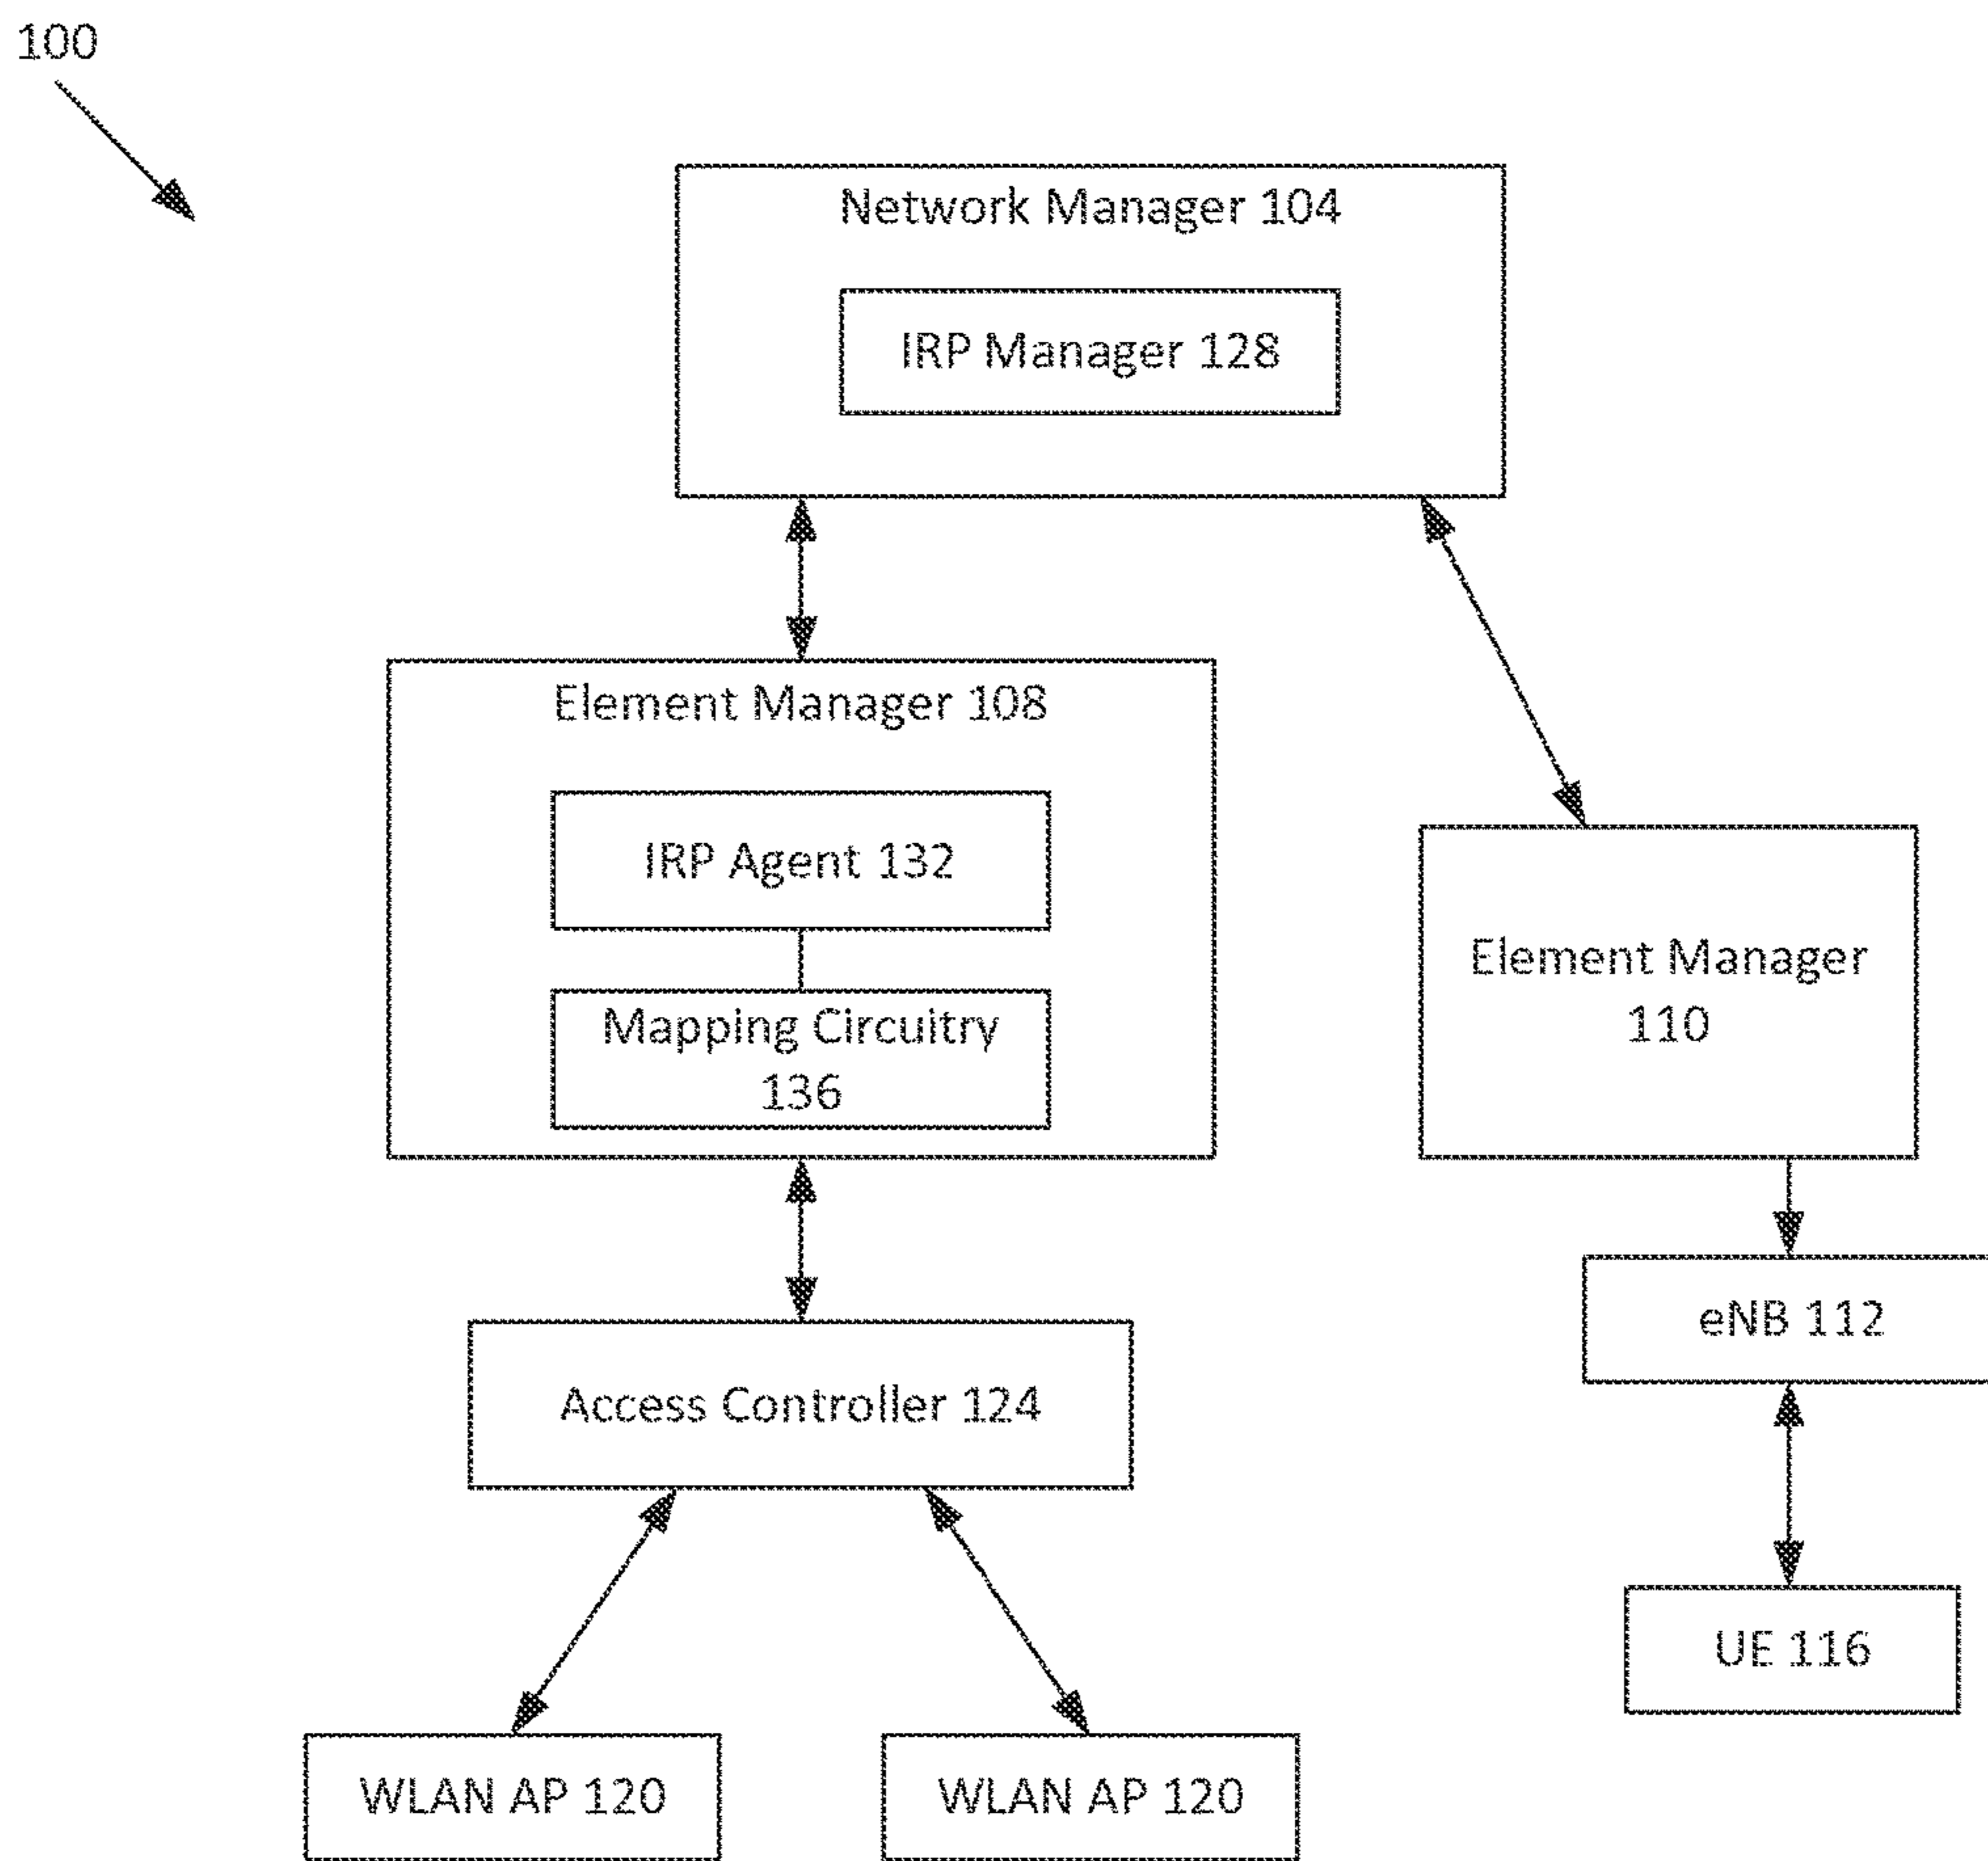 100
Network Manager 104
IRP Manager 128
Element Manager 108
IRP Agent 132
Mapping Circuitry
136
Element Manager
110
Access Controller 124
eNB 112
UE 116
WLAN AP 120
WLAN AP 120